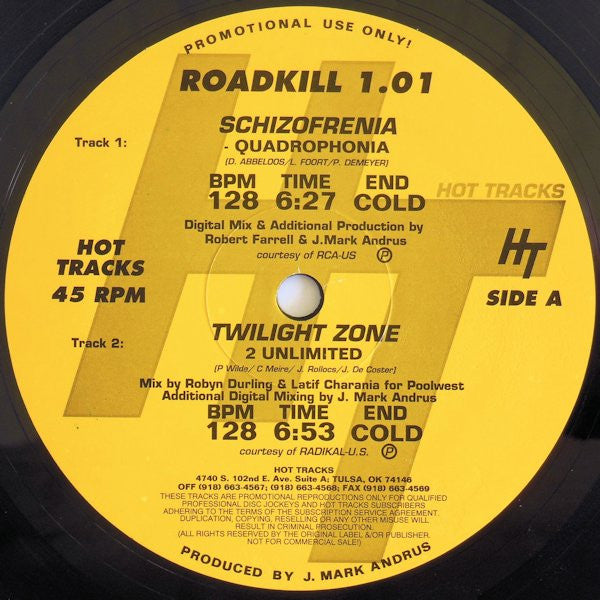 PROMOTIONAL USE ONLY!
ROADKILL 1.01
Track 1:
SCHIZOFRENIA
- QUADROPHONIA
(D. ABBELOOS/L. FOORT/P. DEMEYER)
BPM TIME END
128 6:27 COLD
HOT TRACKS
Digital Mix & Additional Production by
Robert Farrell & J.Mark Andrus
courtesy of RCA-US Ⓟ
HOT
TRACKS
45 RPM
HT
SIDE A
Track 2:
TWILIGHT ZONE
2 UNLIMITED
(P Wilde/ C Meire/ J. Rollocs/J. De Coster)
Mix by Robyn Durling & Latif Charania for Poolwest
Additional Digital Mixing by J. Mark Andrus
BPM TIME END
128 6:53 COLD
courtesy of RADIKAL-U.S. Ⓟ
HOT TRACKS
4740 S. 102nd E. Ave. Suite A; TULSA, OK 74146
OFF (918) 663-4567; (918) 663-4568; FAX (918) 669-4569
THESE TRACKS ARE PROMOTIONAL REPRODUCTIONS ONLY FOR QUALIFIED
PROFESSIONAL DISC JOCKEYS AND HOT TRACKS SUBSCRIBERS
ADHERING TO THE TERMS OF THE SUBSCRIPTION SERVICE AGREEMENT.
DUPLICATION, COPYING, RESELLING OR ANY OTHER MISUSE WILL
RESULT IN CRIMINAL PROSECUTION.
(ALL RIGHTS RESERVED BY THE ORIGINAL LABEL &/OR PUBLISHER.
NOT FOR COMMERCIAL SALE!)
PRODUCED BY J. MARK ANDRUS